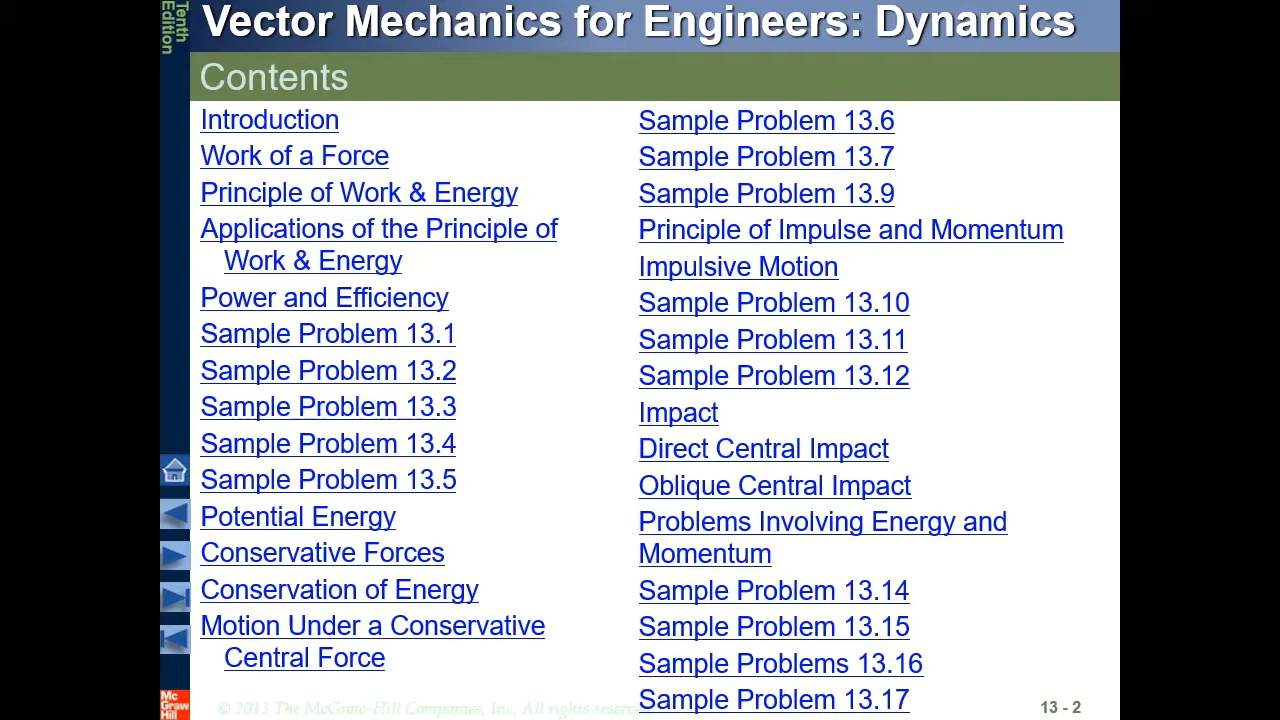 Tenth
Edition
Vector Mechanics for Engineers: Dynamics
Contents
Introduction
Work of a Force
Principle of Work & Energy
Applications of the Principle of
Work & Energy
Power and Efficiency
Sample Problem 13.1
Sample Problem 13.2
Sample Problem 13.3
Sample Problem 13.4
Sample Problem 13.5
Potential Energy
Conservative Forces
Conservation of Energy
Motion Under a Conservative
Central Force
Sample Problem 13.6
Sample Problem 13.7
Sample Problem 13.9
Principle of Impulse and Momentum
Impulsive Motion
Sample Problem 13.10
Sample Problem 13.11
Sample Problem 13.12
Impact
Direct Central Impact
Oblique Central Impact
Problems Involving Energy and
Momentum
Sample Problem 13.14
Sample Problem 13.15
Sample Problems 13.16
Sample Problem 13.17
Mc
Graw
Hill
© 2013 The McGraw-Hill Companies, Inc. All rights reserve
13 - 2